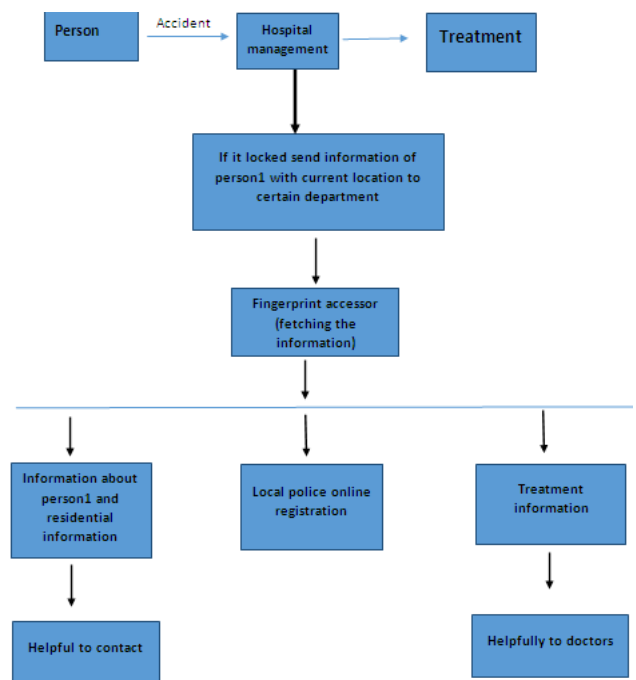 Person
Accident
Hospital
management
Treatment
If it locked send information of
person1 with current location to
certain department
Fingerprint accessor
(fetching the
information)
Information about
person1 and
residential
information
Local police online
registration
Treatment
information
Helpful to contact
Helpfully to doctors